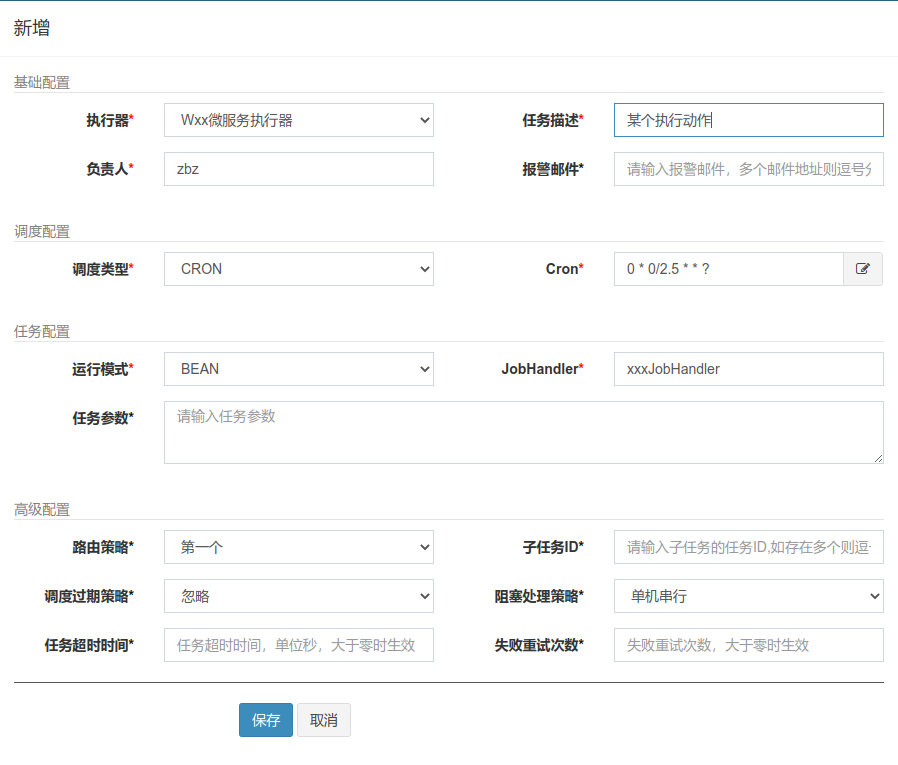 新增
基础配置
执行器* Wxx微服务执行器 任务描述* 某个执行动作
负责人* zbz 报警邮件* 请输入报警邮件，多个邮件地址则逗号分
调度配置
调度类型* CRON Cron* 0 * 0/2.5 * * ?
任务配置
运行模式* BEAN JobHandler* xxxJobHandler
任务参数* 请输入任务参数
高级配置
路由策略* 第一个 子任务ID* 请输入子任务的任务ID,如存在多个则逗
调度过期策略* 忽略 阻塞处理策略* 单机串行
任务超时时间* 任务超时时间，单位秒，大于零时生效 失败重试次数* 失败重试次数，大于零时生效
保存 取消